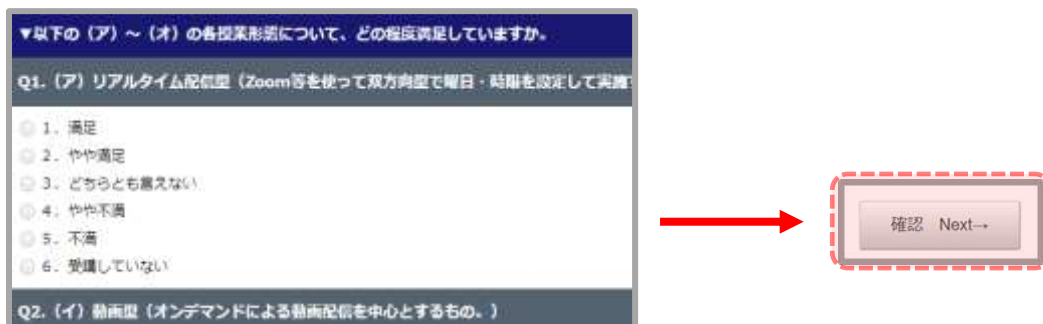 ▼以下の（ア）～（オ）の各授業形態について、どの程度満足していますか。
Q1.（ア）リアルタイム配信型（Zoom等を使って双方向型で曜日・時限を設定して実施
1．満足
2．やや満足
3．どちらとも言えない
4．やや不満
5．不満
6．受講していない
Q2.（イ）動画型（オンデマンドによる動画配信を中心とするもの。）
確認　Next→